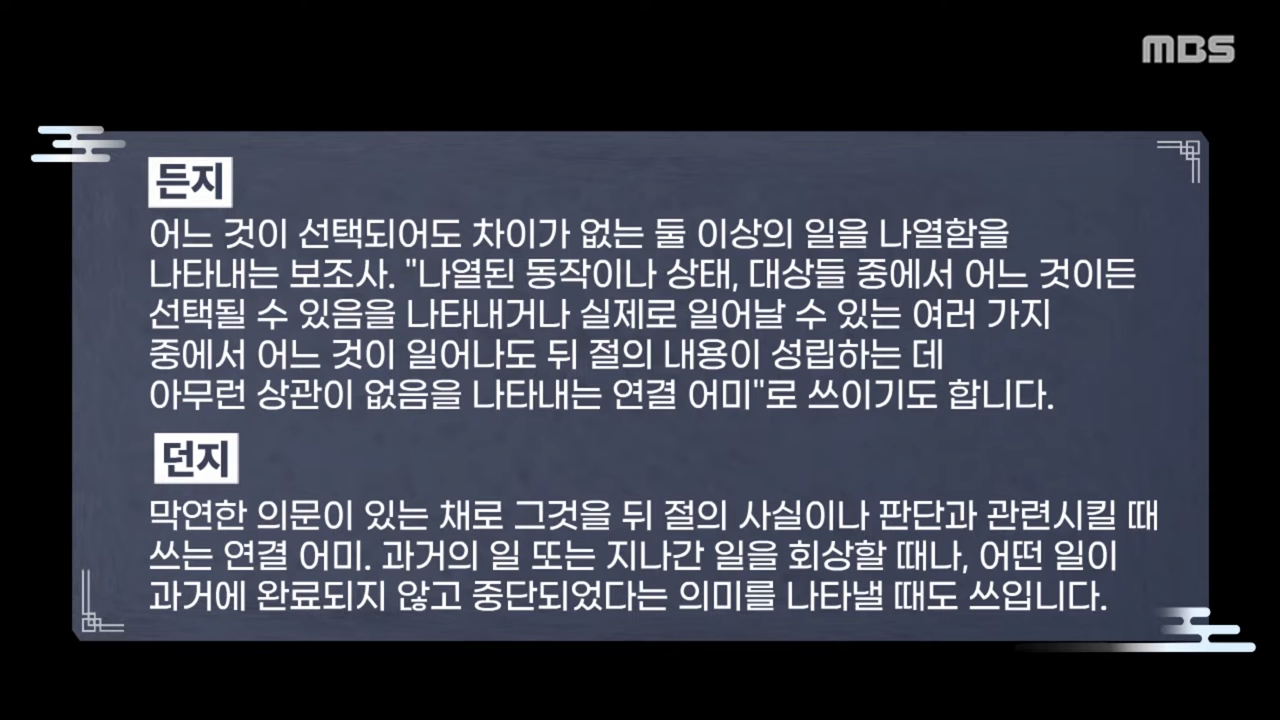 MBS
든지
어느 것이 선택되어도 차이가 없는 둘 이상의 일을 나열함을
나타내는 보조사. "나열된 동작이나 상태, 대상들 중에서 어느 것이든
선택될 수 있음을 나타내거나 실제로 일어날 수 있는 여러 가지
중에서 어느 것이 일어나도 뒤 절의 내용이 성립하는 데
아무런 상관이 없음을 나타내는 연결 어미"로 쓰이기도 합니다.
던지
막연한 의문이 있는 채로 그것을 뒤 절의 사실이나 판단과 관련시킬 때
쓰는 연결 어미. 과거의 일 또는 지나간 일을 회상할 때나, 어떤 일이
과거에 완료되지 않고 중단되었다는 의미를 나타낼 때도 쓰입니다.